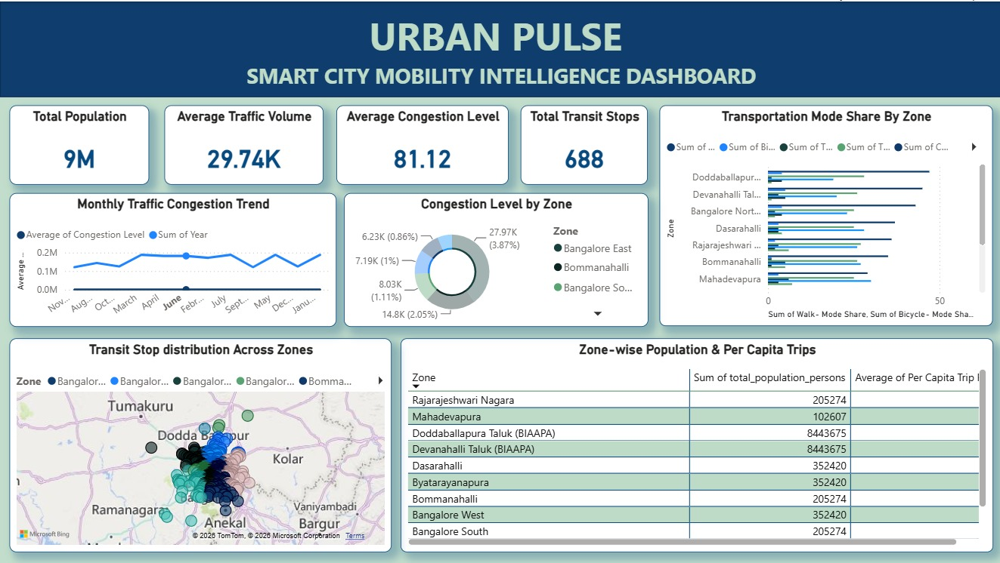 URBAN PULSE
SMART CITY MOBILITY INTELLIGENCE DASHBOARD
Total Population
9M
Average Traffic Volume
29.74K
Average Congestion Level
81.12
Total Transit Stops
688
Transportation Mode Share By Zone
Sum of ... Sum of Bi... Sum of T... Sum of T... Sum of C...
Zone
Doddaballapur...
Devanahalli Tal...
Bangalore Nort...
Dasarahalli
Rajarajeshwari ...
Bommanahalli
Mahadevapura
0 50
Sum of Walk- Mode Share, Sum of Bicycle- Mode Sha...
Monthly Traffic Congestion Trend
Average of Congestion Level Sum of Year
Average ...
0.2M
0.1M
0.0M
Nov... Aug... Oct... March April June Febr... July Sept... May Dec... Janu...
Congestion Level by Zone
27.97K
(3.87%)
6.23K (0.86%)
7.19K (1%)
8.03K
(1.11%)
14.8K (2.05%)
Zone
Bangalore East
Bommanahalli
Bangalore So...
Transit Stop distribution Across Zones
Zone Bangalor... Bangalor... Bangalor... Bangalor... Bomma...
Tumakuru
Dodda Ba pur
Kolar
Ramanagara
Vaniyambadi
Anekal
Bargur
Microsoft Bing
© 2026 TomTom, © 2026 Microsoft Corporation Terms
Zone-wise Population & Per Capita Trips
Zone Sum of total_population_persons Average of Per Capita Trip
Rajarajeshwari Nagara 205274
Mahadevapura 102607
Doddaballapura Taluk (BIAAPA) 8443675
Devanahalli Taluk (BIAAPA) 8443675
Dasarahalli 352420
Byatarayanapura 352420
Bommanahalli 205274
Bangalore West 352420
Bangalore South 205274